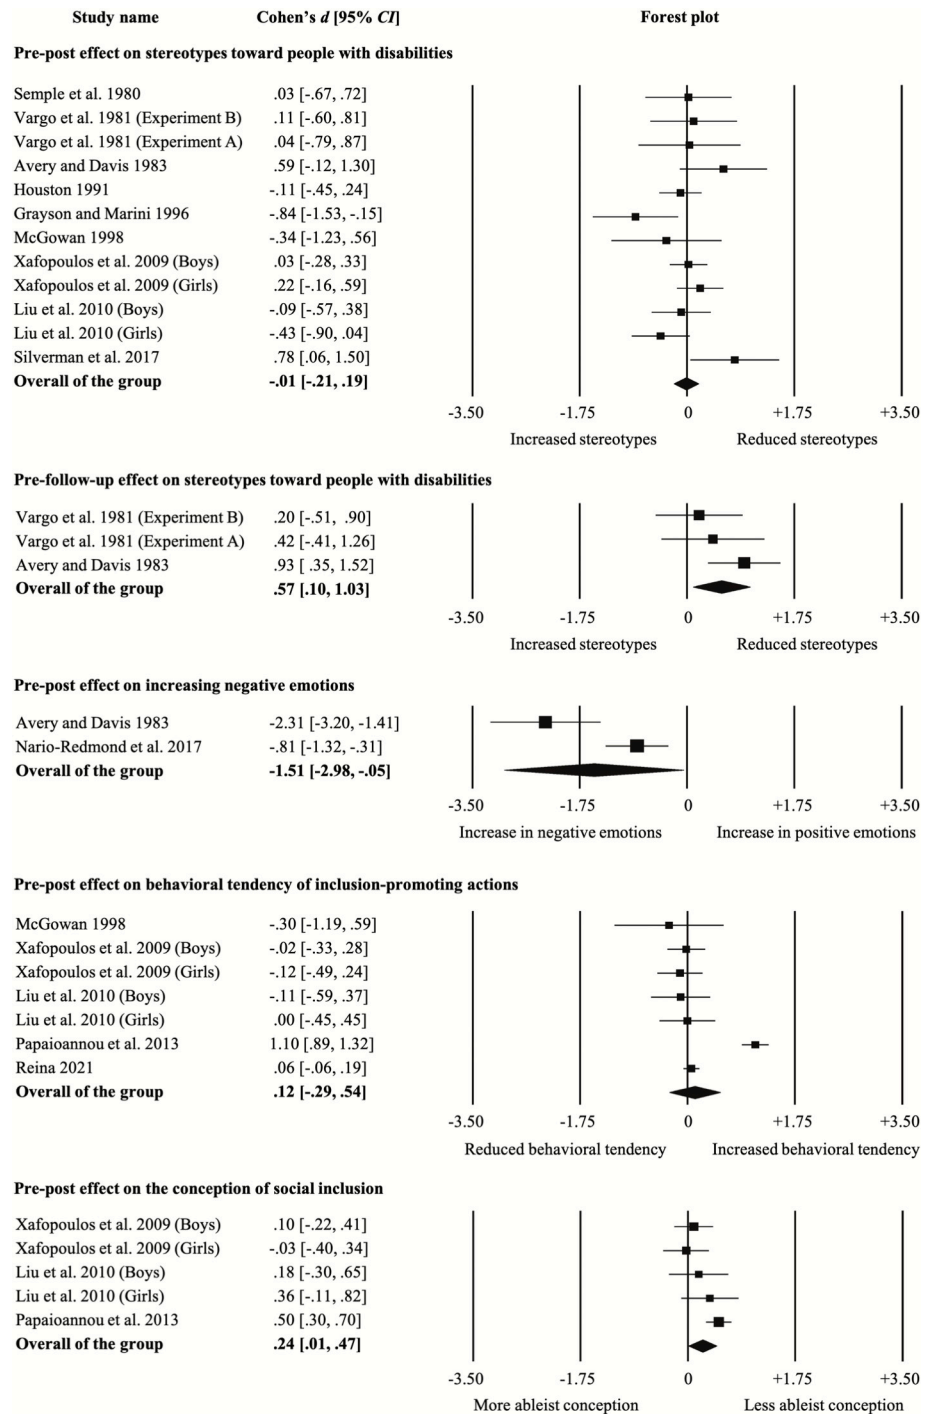 Study name Cohen's d [95% CI] Forest plot
Pre-post effect on stereotypes toward people with disabilities
Semple et al. 1980 .03 [-.67, .72]
Vargo et al. 1981 (Experiment B) .11 [-.60, .81]
Vargo et al. 1981 (Experiment A) .04 [-.79, .87]
Avery and Davis 1983 .59 [-.12, 1.30]
Houston 1991 -.11 [-.45, .24]
Grayson and Marini 1996 -.84 [-1.53, -.15]
McGowan 1998 -.34 [-1.23, .56]
Xafopoulos et al. 2009 (Boys) .03 [-.28, .33]
Xafopoulos et al. 2009 (Girls) .22 [-.16, .59]
Liu et al. 2010 (Boys) -.09 [-.57, .38]
Liu et al. 2010 (Girls) -.43 [-.90, .04]
Silverman et al. 2017 .78 [.06, 1.50]
Overall of the group -.01 [-.21, .19]
-3.50 -1.75 0 +1.75 +3.50
Increased stereotypes Reduced stereotypes
Pre-follow-up effect on stereotypes toward people with disabilities
Vargo et al. 1981 (Experiment B) .20 [-.51, .90]
Vargo et al. 1981 (Experiment A) .42 [-.41, 1.26]
Avery and Davis 1983 .93 [ .35, 1.52]
Overall of the group .57 [.10, 1.03]
-3.50 -1.75 0 +1.75 +3.50
Increased stereotypes Reduced stereotypes
Pre-post effect on increasing negative emotions
Avery and Davis 1983 -2.31 [-3.20, -1.41]
Nario-Redmond et al. 2017 -.81 [-1.32, -.31]
Overall of the group -1.51 [-2.98, -.05]
-3.50 -1.75 0 +1.75 +3.50
Increase in negative emotions Increase in positive emotions
Pre-post effect on behavioral tendency of inclusion-promoting actions
McGowan 1998 -.30 [-1.19, .59]
Xafopoulos et al. 2009 (Boys) -.02 [-.33, .28]
Xafopoulos et al. 2009 (Girls) -.12 [-.49, .24]
Liu et al. 2010 (Boys) -.11 [-.59, .37]
Liu et al. 2010 (Girls) .00 [-.45, .45]
Papaioannou et al. 2013 1.10 [.89, 1.32]
Reina 2021 .06 [-.06, .19]
Overall of the group .12 [-.29, .54]
-3.50 -1.75 0 +1.75 +3.50
Reduced behavioral tendency Increased behavioral tendency
Pre-post effect on the conception of social inclusion
Xafopoulos et al. 2009 (Boys) .10 [-.22, .41]
Xafopoulos et al. 2009 (Girls) -.03 [-.40, .34]
Liu et al. 2010 (Boys) .18 [-.30, .65]
Liu et al. 2010 (Girls) .36 [-.11, .82]
Papaioannou et al. 2013 .50 [.30, .70]
Overall of the group .24 [.01, .47]
-3.50 -1.75 0 +1.75 +3.50
More ableist conception Less ableist conception